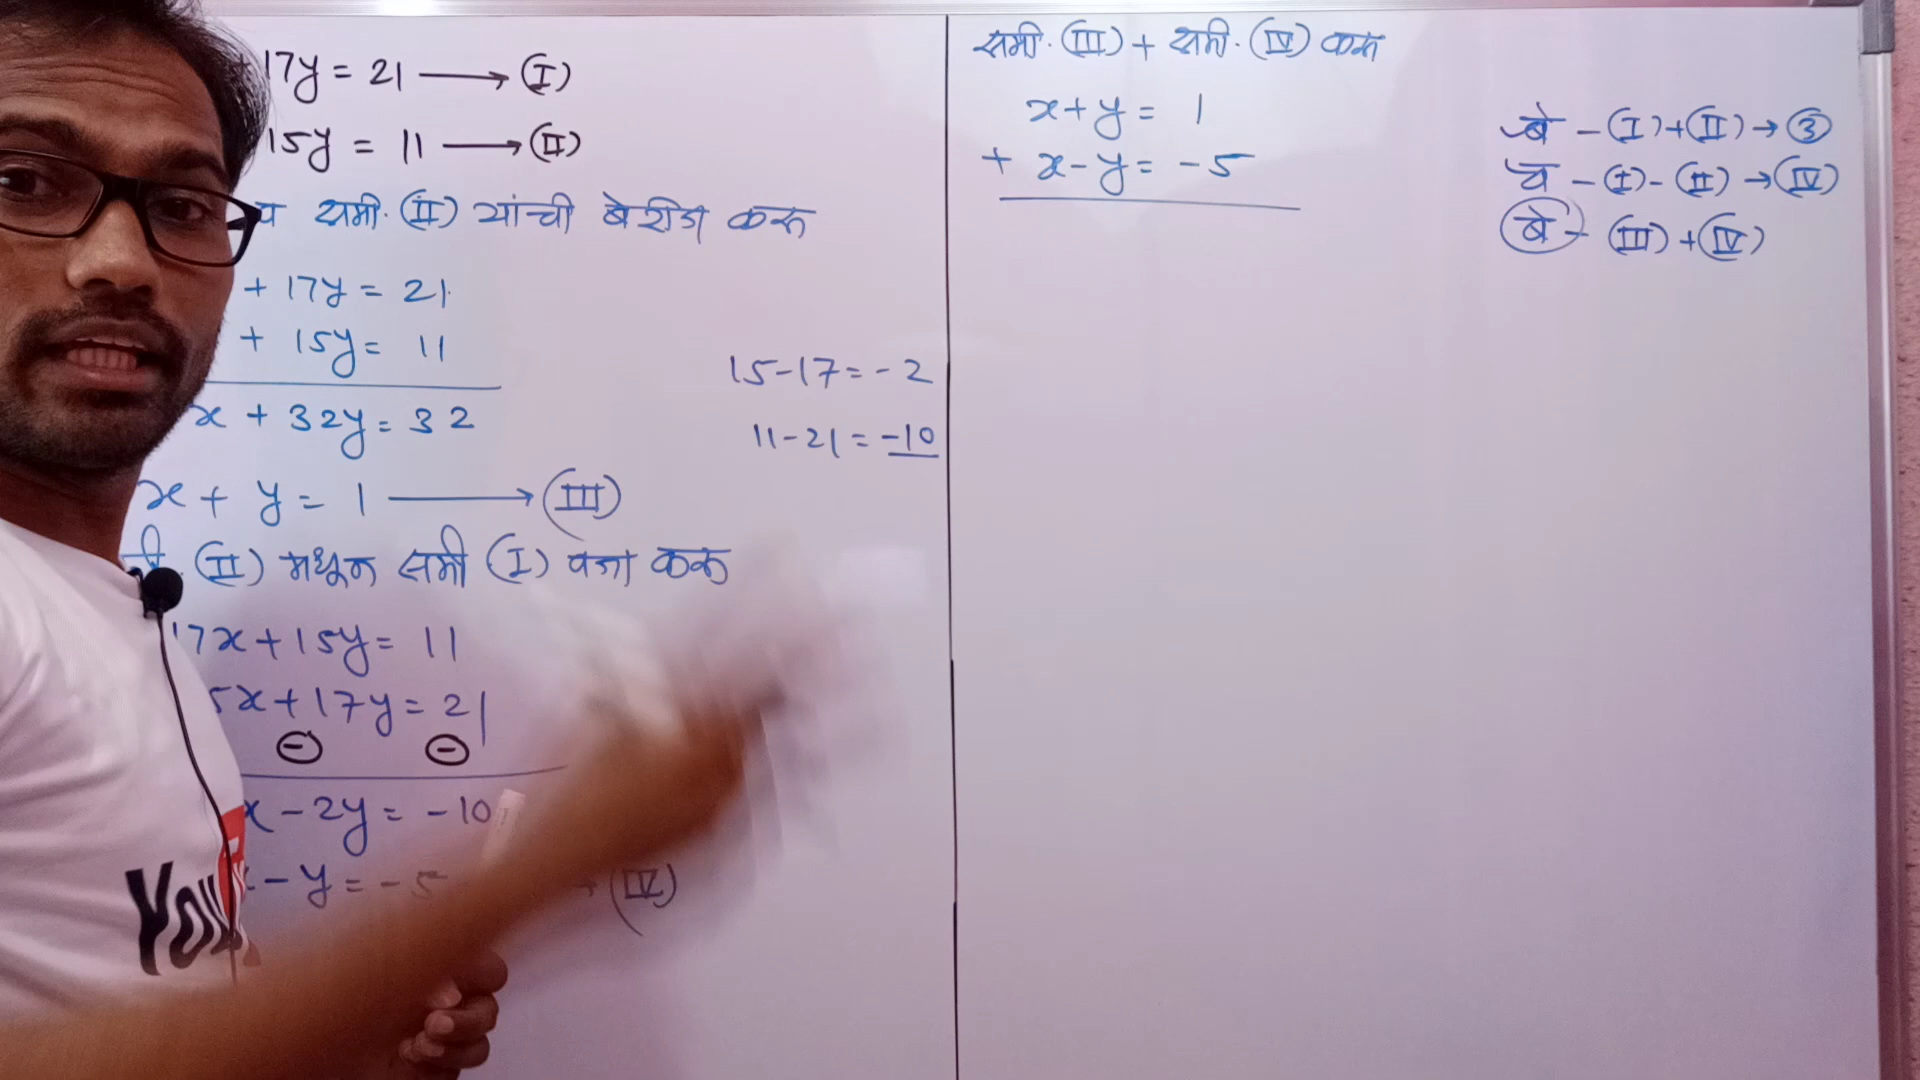 17y = 21 → (I)
15y = 11 → (II)
व समी. (II) यांची बेरीज करू
+ 17y = 21
+ 15y = 11
x + 32y = 32
x + y = 1 → (III)
(II) मधून समी (I) वजा करू
17x + 15y = 11
5x + 17y = 21
⊖ ⊖
x - 2y = -10
- y = -5 → (IV)
15-17 = -2
11-21 = -10
समी. (III) + समी. (IV) करू
x + y = 1
+ x - y = -5
बे - (I) + (II) → ③
व - (I) - (II) → (IV)
बे - (III) + (IV)
You